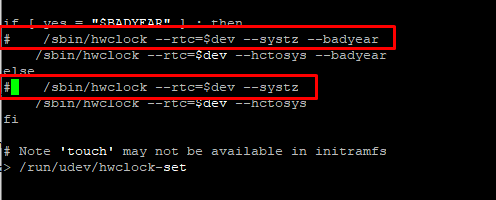 if [ yes = "$BADYEAR" ] ; then
#    /sbin/hwclock --rtc=$dev --systz --badyear
    /sbin/hwclock --rtc=$dev --hctosys --badyear
else
#    /sbin/hwclock --rtc=$dev --systz
    /sbin/hwclock --rtc=$dev --hctosys
fi
# Note 'touch' may not be available in initramfs
> /run/udev/hwclock-set